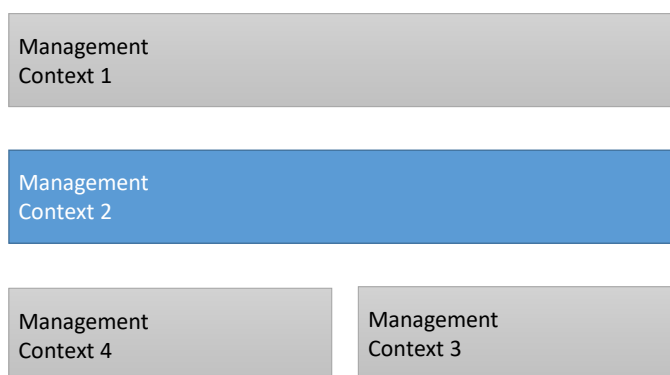 Management
Context 1
Management
Context 2
Management
Context 4
Management
Context 3